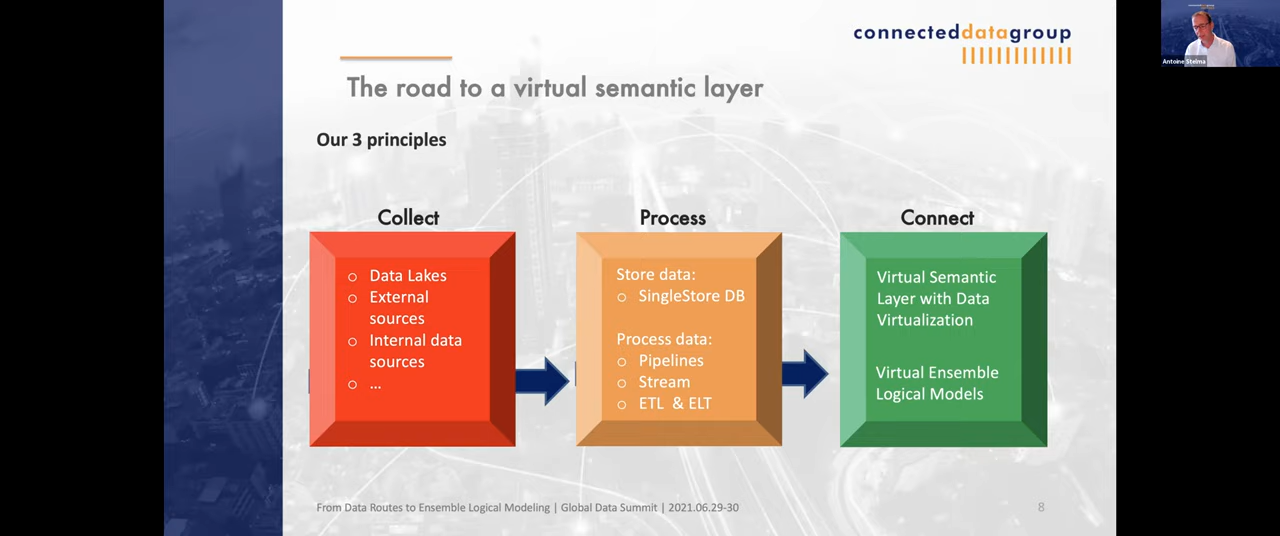 connecteddatagroup
Antoine Stelma
The road to a virtual semantic layer
Our 3 principles
Collect
Process
Connect
o Data Lakes
o External
sources
o Internal data
sources
o ...
Store data:
o SingleStore DB
Process data:
o Pipelines
o Stream
o ETL & ELT
Virtual Semantic
Layer with Data
Virtualization
Virtual Ensemble
Logical Models
From Data Routes to Ensemble Logical Modeling | Global Data Summit | 2021.06.29-30
8